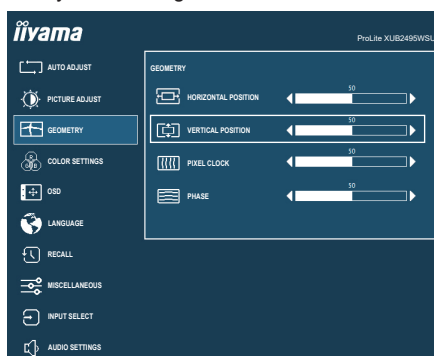 iiyama
ProLite XUB2495WSU
AUTO ADJUST
PICTURE ADJUST
GEOMETRY
COLOR SETTINGS
R
G B
OSD
LANGUAGE
RECALL
MISCELLANEOUS
INPUT SELECT
AUDIO SETTINGS
GEOMETRY
HORIZONTAL POSITION
50
VERTICAL POSITION
50
PIXEL CLOCK
50
PHASE
50